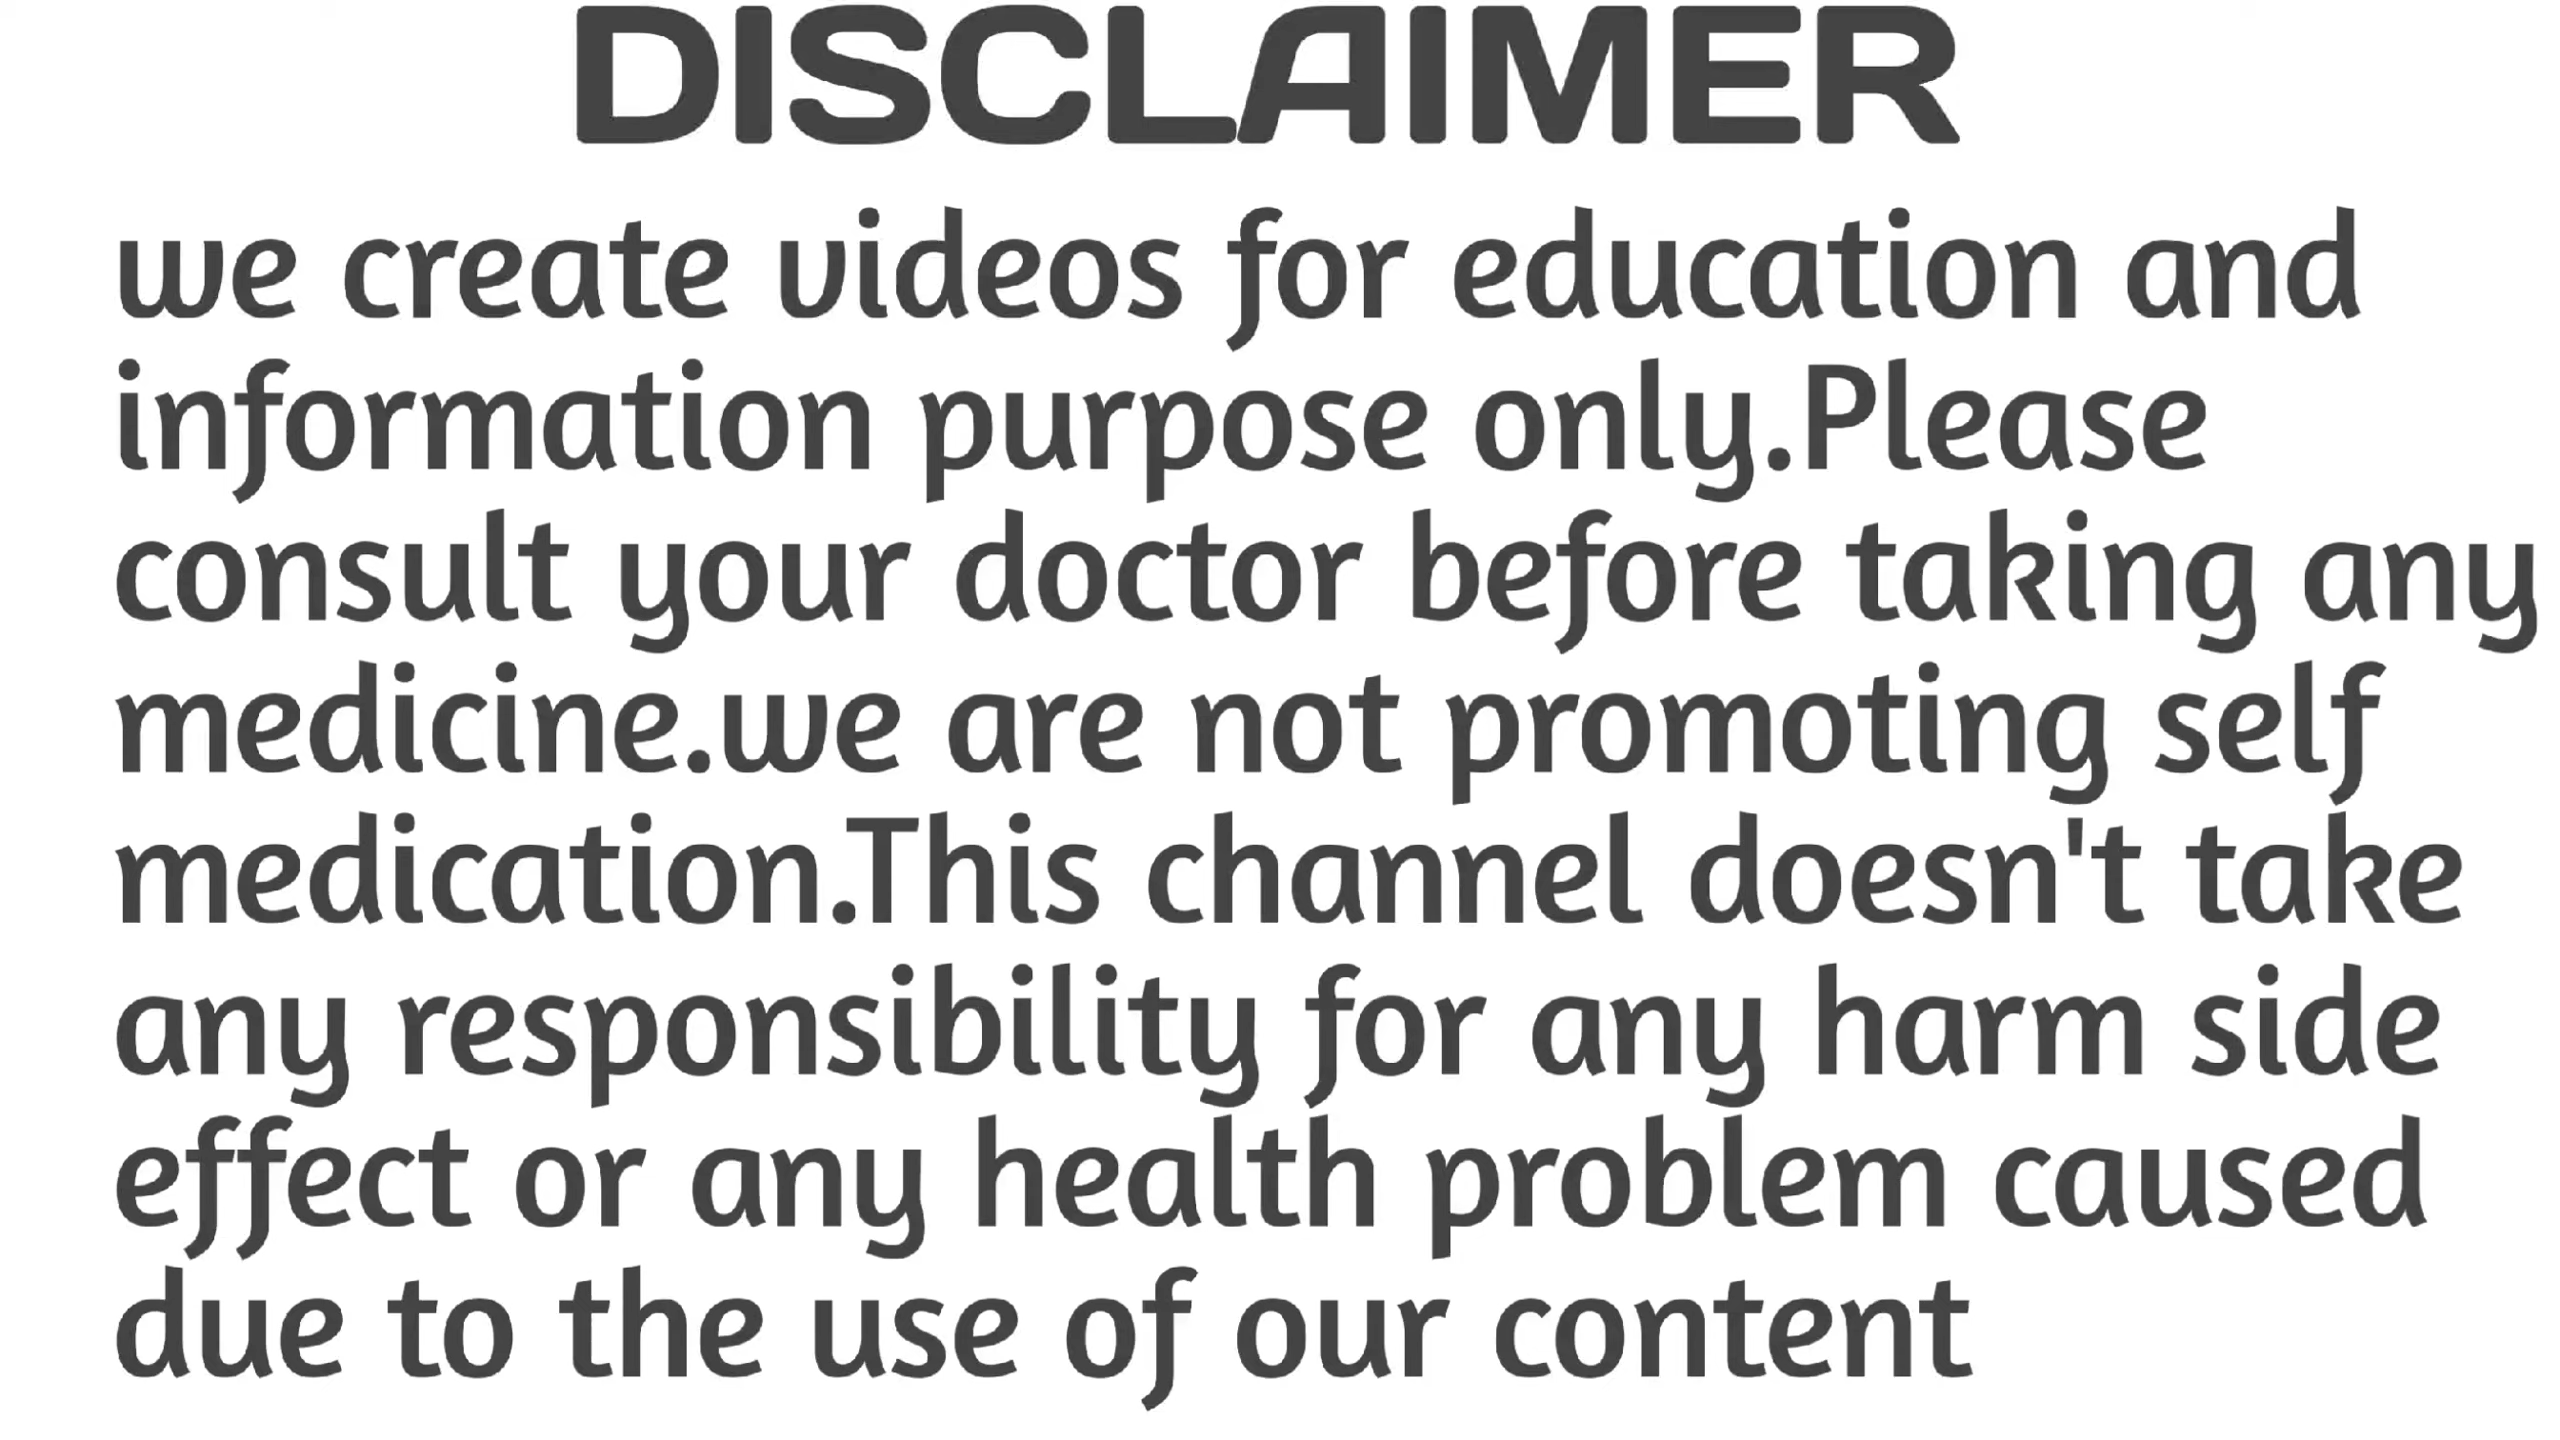 DISCLAIMER
we create videos for education and
information purpose only.Please
consult your doctor before taking any
medicine.we are not promoting self
medication.This channel doesn't take
any responsibility for any harm side
effect or any health problem caused
due to the use of our content